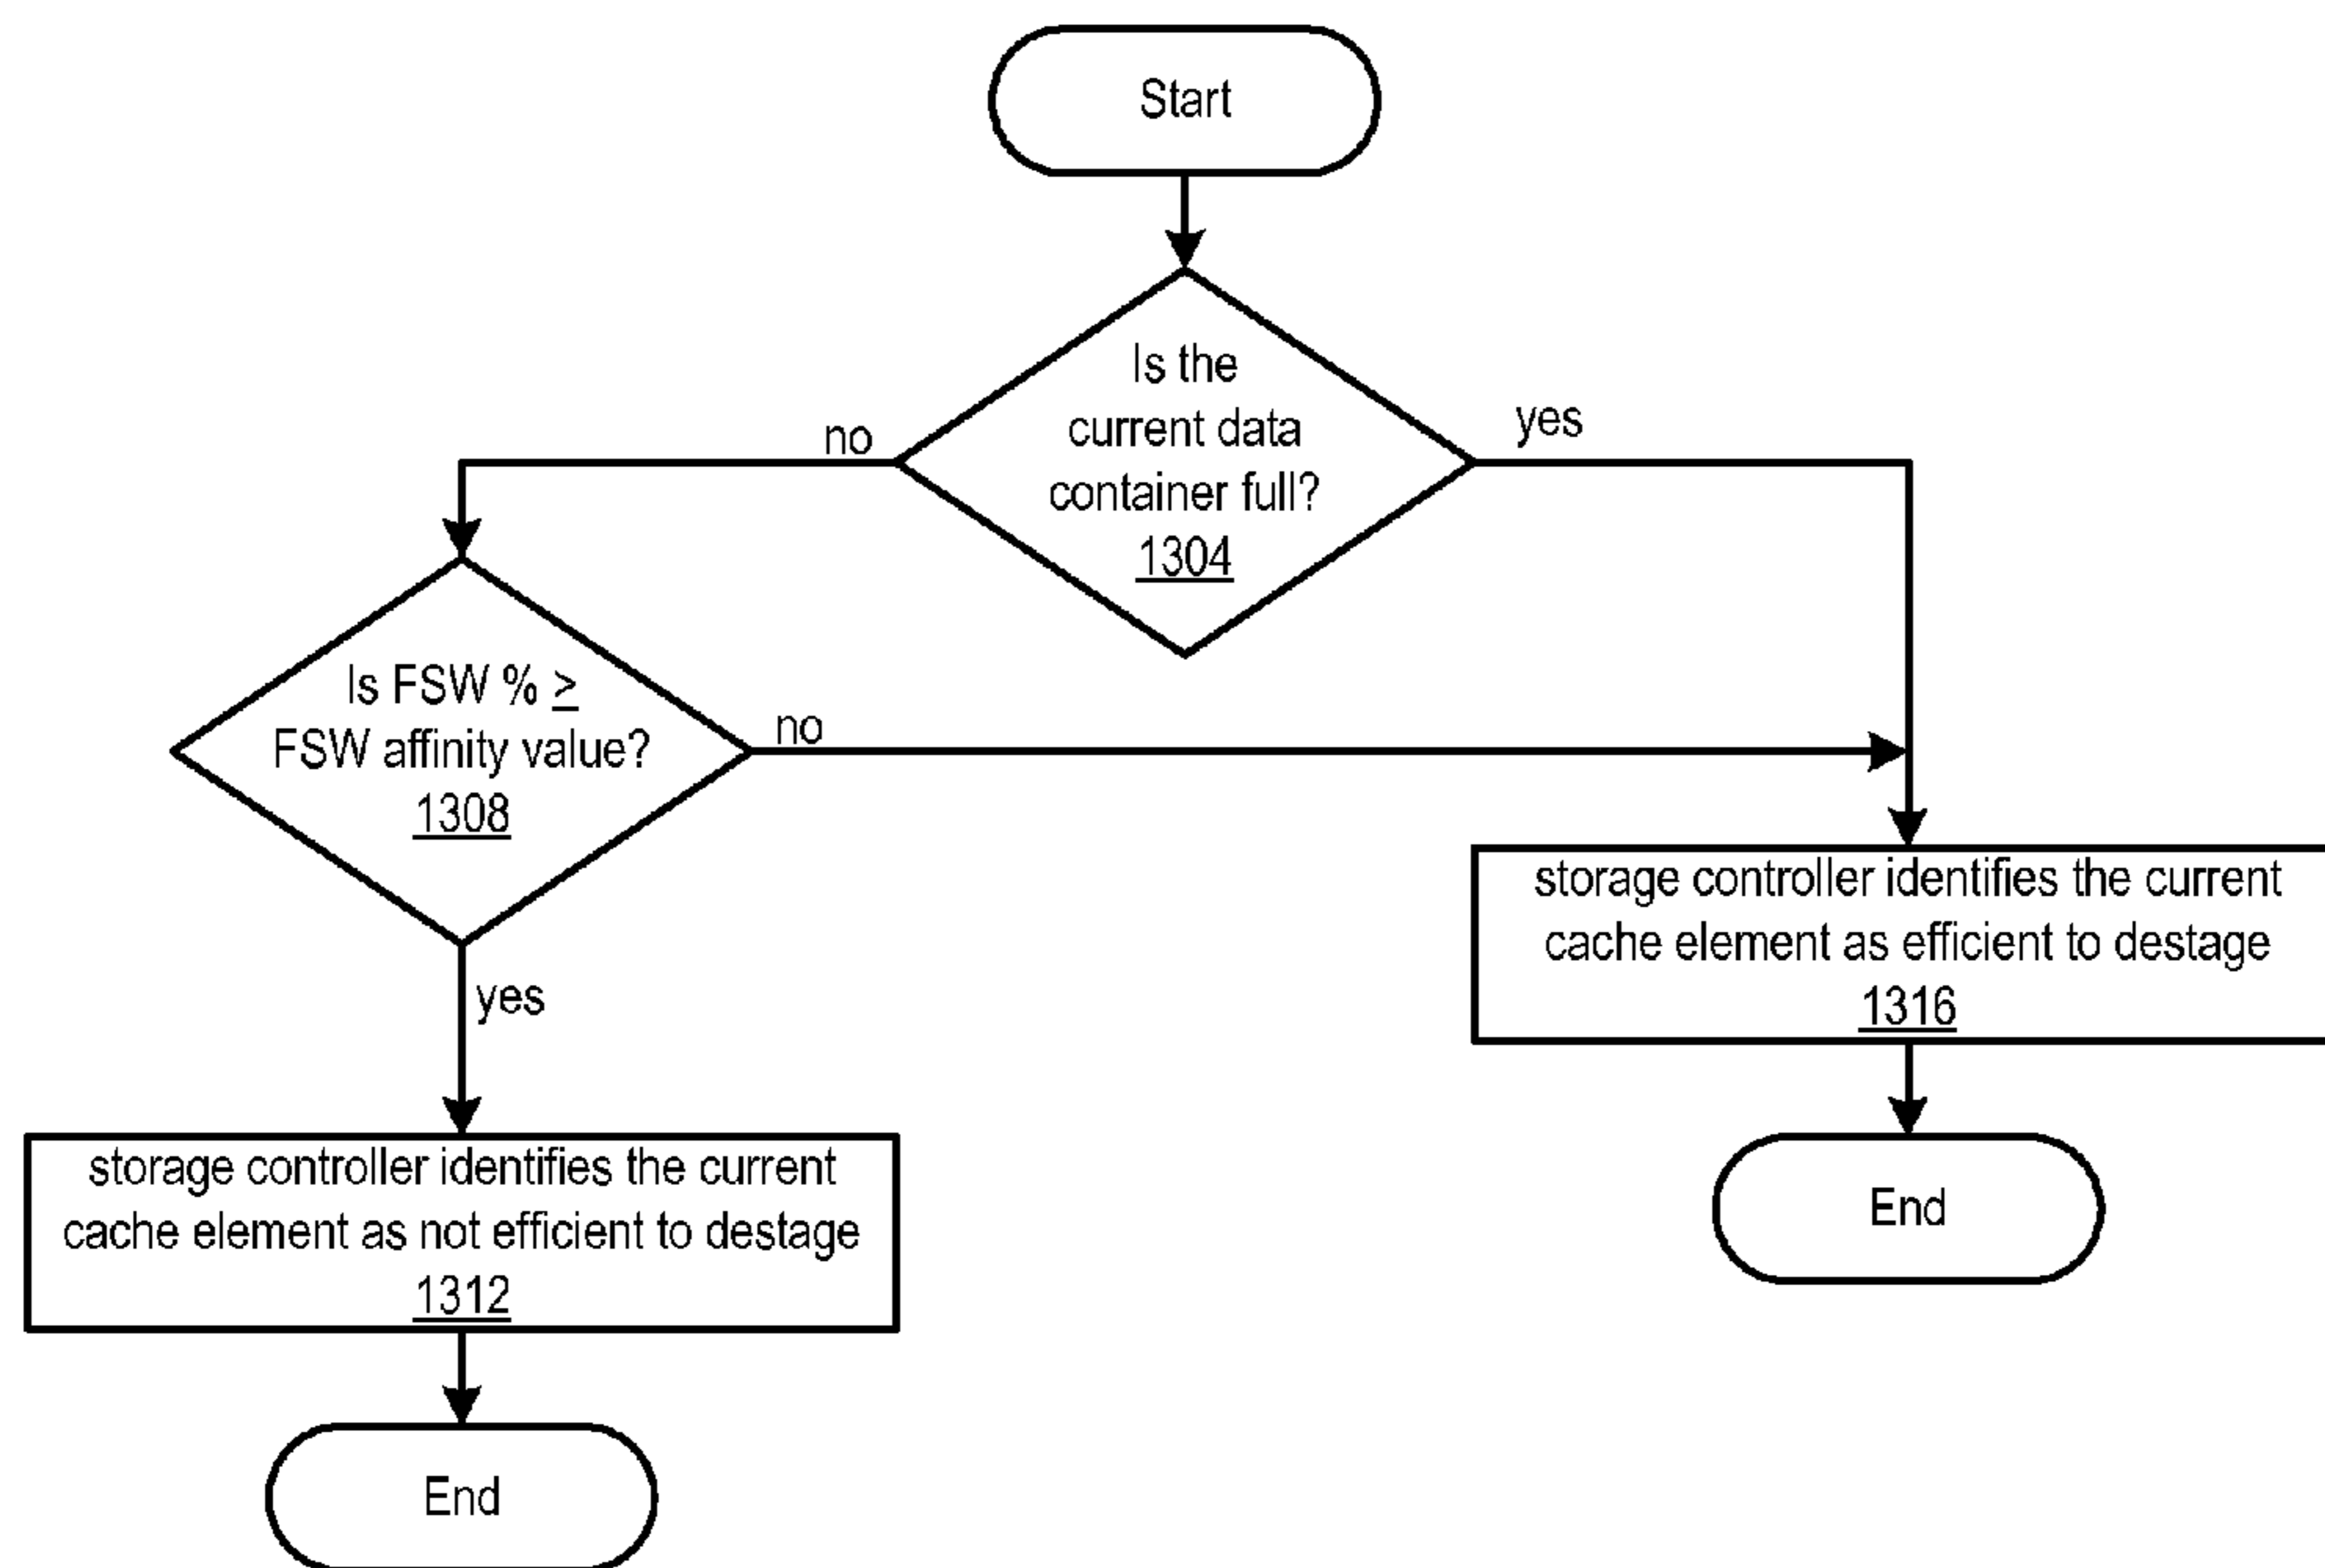 Start
Is the
current data
container full?
1304
no
yes
Is FSW % ≥
FSW affinity value?
1308
no
yes
storage controller identifies the current
cache element as efficient to destage
1316
storage controller identifies the current
cache element as not efficient to destage
1312
End
End